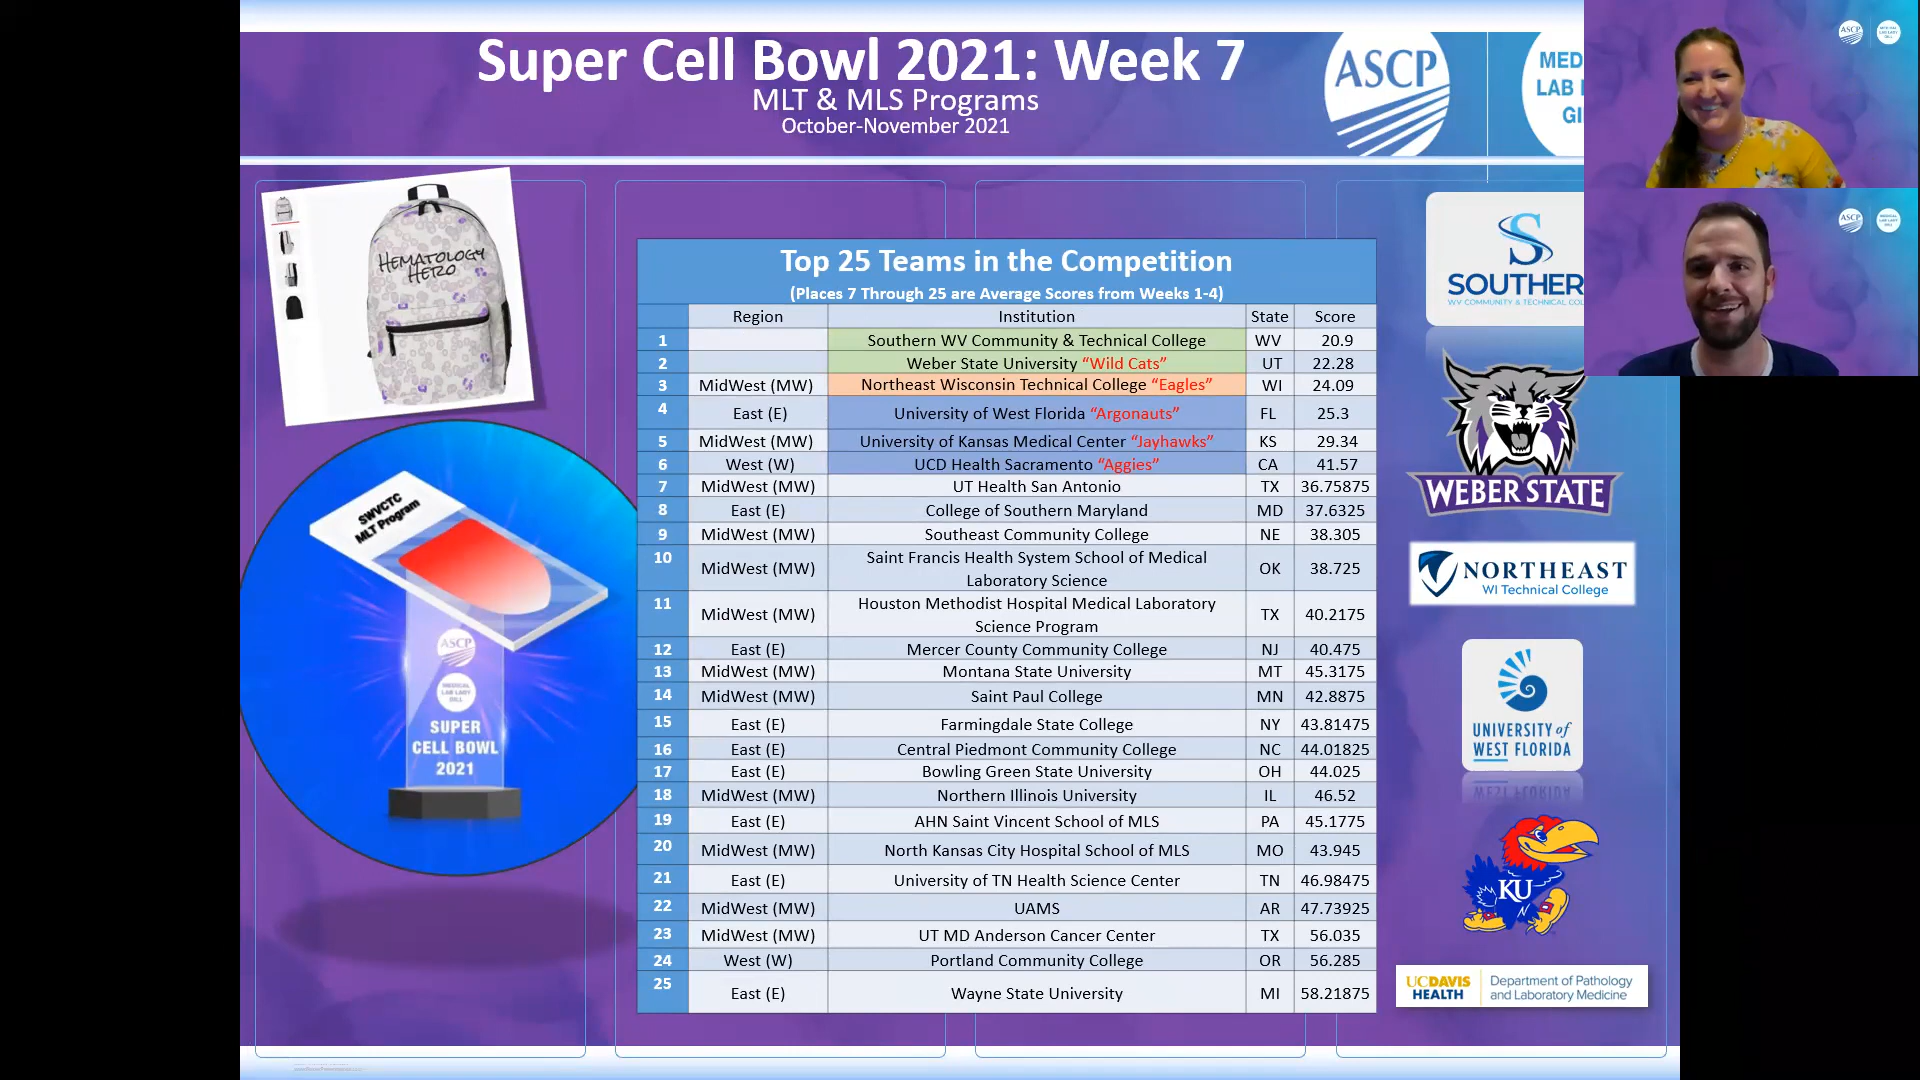 Super Cell Bowl 2021: Week 7
MLT & MLS Programs
October-November 2021
ASCP
MED
LAB
GI
ASCP
ASCP
HEMATOLOGY
HERO
SWVCTC
MLT Program
ASCP
MEDICAL
LAB LADY
GILL
SUPER
CELL BOWL
2021
Top 25 Teams in the Competition
(Places 7 Through 25 are Average Scores from Weeks 1-4)
Region Institution State Score
1 Southern WV Community & Technical College WV 20.9
2 Weber State University “Wild Cats” UT 22.28
3 MidWest (MW) Northeast Wisconsin Technical College “Eagles” WI 24.09
4 East (E) University of West Florida “Argonauts” FL 25.3
5 MidWest (MW) University of Kansas Medical Center “Jayhawks” KS 29.34
6 West (W) UCD Health Sacramento “Aggies” CA 41.57
7 MidWest (MW) UT Health San Antonio TX 36.75875
8 East (E) College of Southern Maryland MD 37.6325
9 MidWest (MW) Southeast Community College NE 38.305
10 MidWest (MW) Saint Francis Health System School of Medical
Laboratory Science OK 38.725
11 MidWest (MW) Houston Methodist Hospital Medical Laboratory
Science Program TX 40.2175
12 East (E) Mercer County Community College NJ 40.475
13 MidWest (MW) Montana State University MT 45.3175
14 MidWest (MW) Saint Paul College MN 42.8875
15 East (E) Farmingdale State College NY 43.81475
16 East (E) Central Piedmont Community College NC 44.01825
17 East (E) Bowling Green State University OH 44.025
18 MidWest (MW) Northern Illinois University IL 46.52
19 East (E) AHN Saint Vincent School of MLS PA 45.1775
20 MidWest (MW) North Kansas City Hospital School of MLS MO 43.945
21 East (E) University of TN Health Science Center TN 46.98475
22 MidWest (MW) UAMS AR 47.73925
23 MidWest (MW) UT MD Anderson Cancer Center TX 56.035
24 West (W) Portland Community College OR 56.285
25 East (E) Wayne State University MI 58.21875
S
SOUTHER
WV COMMUNITY & TECHNICAL COL
WEBER STATE
NORTHEAST
WI Technical College
UNIVERSITY of
WEST FLORIDA
KU
UCDAVIS
HEALTH
Department of Pathology
and Laboratory Medicine